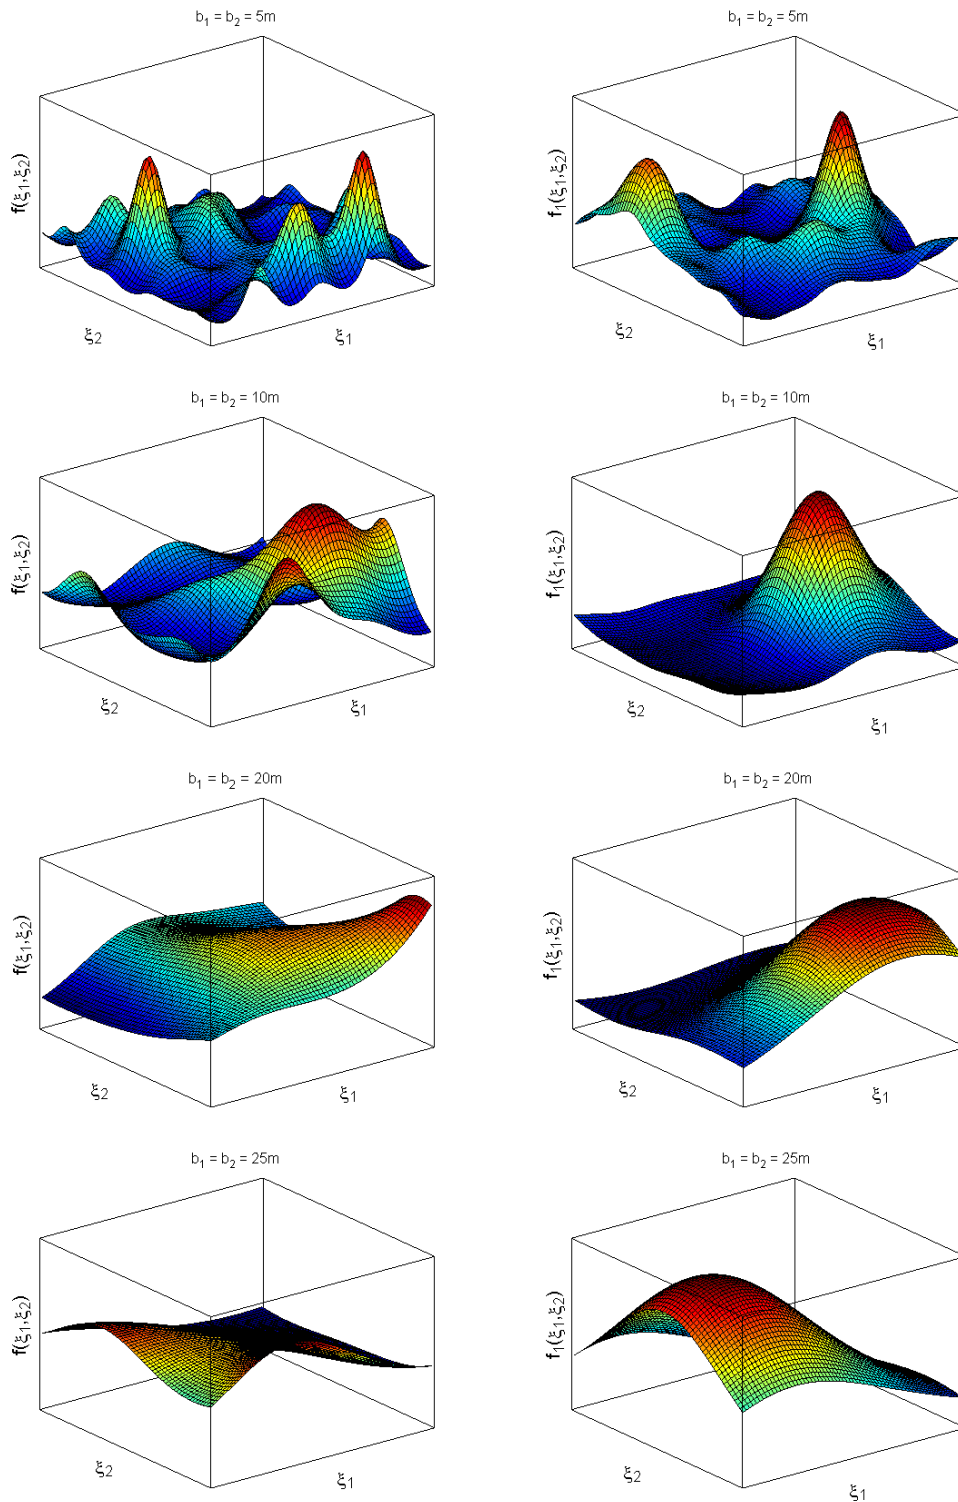 b₁ = b₂ = 5m
b₁ = b₂ = 5m
f(ξ₁,ξ₂)
ξ₂
ξ₁
f₁(ξ₁,ξ₂)
ξ₂
ξ₁
b₁ = b₂ = 10m
b₁ = b₂ = 10m
f(ξ₁,ξ₂)
ξ₂
ξ₁
f₁(ξ₁,ξ₂)
ξ₂
ξ₁
b₁ = b₂ = 20m
b₁ = b₂ = 20m
f(ξ₁,ξ₂)
ξ₂
ξ₁
f₁(ξ₁,ξ₂)
ξ₂
ξ₁
b₁ = b₂ = 25m
b₁ = b₂ = 25m
f(ξ₁,ξ₂)
ξ₂
ξ₁
f₁(ξ₁,ξ₂)
ξ₂
ξ₁